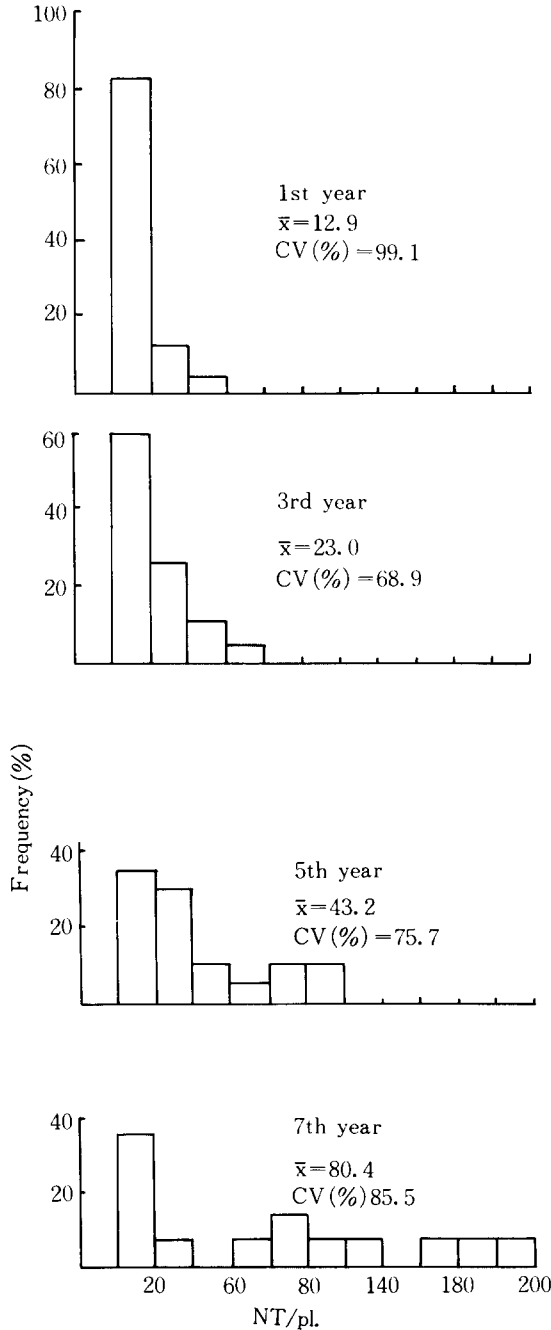 100
80
60
40
20
1st year
x̄=12.9
CV(%)=99.1
60
40
20
3rd year
x̄=23.0
CV(%)=68.9
Frequency(%)
40
20
5th year
x̄=43.2
CV(%)=75.7
40
20
7th year
x̄=80.4
CV(%)85.5
20 60 80 140 180 200
NT/pl.